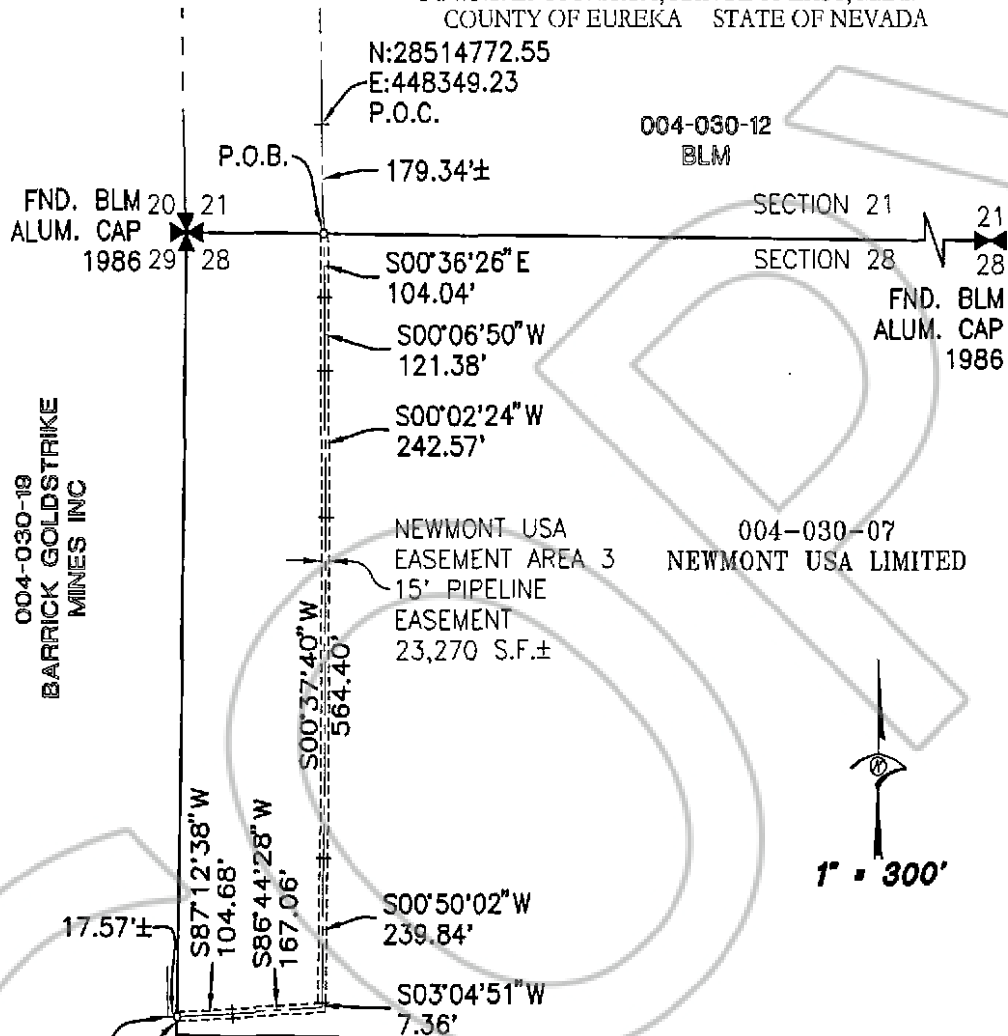 COUNTY OF EUREKA STATE OF NEVADA
N:28514772.55
E:448349.23
P.O.C.
004-030-12
BLM
P.O.B.
179.34'±
FND. BLM
ALUM. CAP
1986
20 21
29 28
SECTION 21
SECTION 28
21
28
FND. BLM
ALUM. CAP
1986
S00°36'26"E
104.04'
S00°06'50"W
121.38'
S00°02'24"W
242.57'
004-030-19
BARRICK GOLDSTRIKE
MINES INC
NEWMONT USA
EASEMENT AREA 3
15' PIPELINE
EASEMENT
23,270 S.F.±
004-030-07
NEWMONT USA LIMITED
S00°37'40"W
564.40'
1" = 300'
S87°12'38"W
104.68'
S86°44'28"W
167.06'
S00°50'02"W
239.84'
17.57'±
S03°04'51"W
7.36'